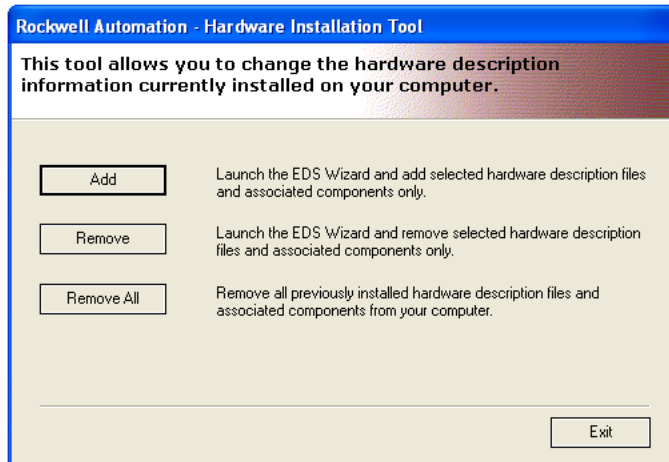 Rockwell Automation - Hardware Installation Tool
This tool allows you to change the hardware description
information currently installed on your computer.
Add
Launch the EDS Wizard and add selected hardware description files
and associated components only.
Remove
Launch the EDS Wizard and remove selected hardware description
files and associated components only.
Remove All
Remove all previously installed hardware description files and
associated components from your computer.
Exit